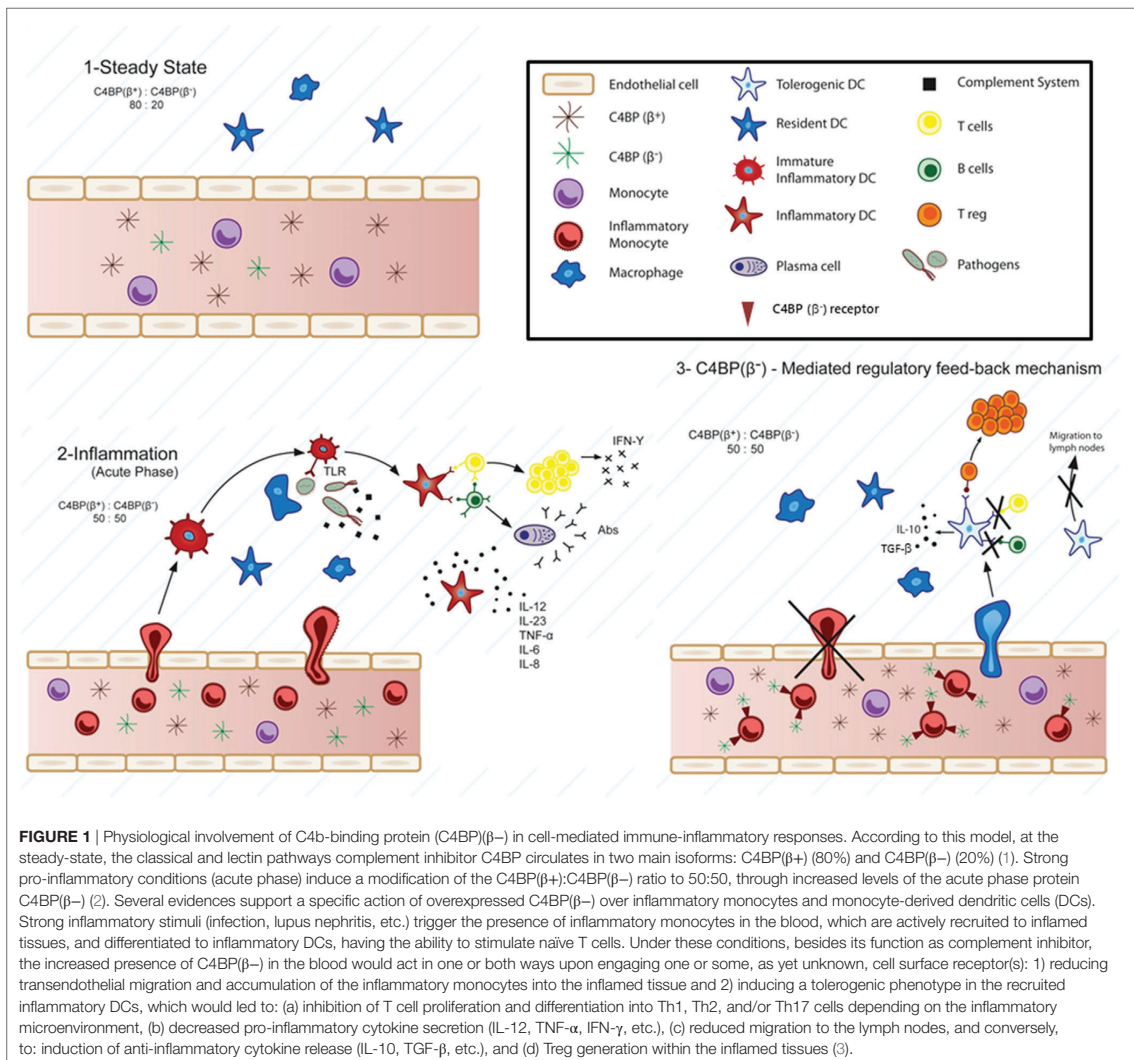 1-Steady State
C4BP(β⁺) : C4BP(β⁻)
80 : 20
Endothelial cell
C4BP (β⁺)
C4BP (β⁻)
Monocyte
Inflammatory
Monocyte
Macrophage
Tolerogenic DC
Resident DC
Immature
Inflammatory DC
Inflammatory DC
Plasma cell
C4BP (β⁻) receptor
Complement System
T cells
B cells
T reg
Pathogens
2-Inflammation
(Acute Phase)
C4BP(β⁺) : C4BP(β⁻)
50 : 50
TLR
IFN-Y
Abs
IL-12
IL-23
TNF-α
IL-6
IL-8
3- C4BP(β⁻) - Mediated regulatory feed-back mechanism
C4BP(β⁺) : C4BP(β⁻)
50 : 50
Migration to
lymph nodes
IL-10
TGF-β
FIGURE 1 | Physiological involvement of C4b-binding protein (C4BP)(β−) in cell-mediated immune-inflammatory responses. According to this model, at the
steady-state, the classical and lectin pathways complement inhibitor C4BP circulates in two main isoforms: C4BP(β+) (80%) and C4BP(β−) (20%) (1). Strong
pro-inflammatory conditions (acute phase) induce a modification of the C4BP(β+):C4BP(β−) ratio to 50:50, through increased levels of the acute phase protein
C4BP(β−) (2). Several evidences support a specific action of overexpressed C4BP(β−) over inflammatory monocytes and monocyte-derived dendritic cells (DCs).
Strong inflammatory stimuli (infection, lupus nephritis, etc.) trigger the presence of inflammatory monocytes in the blood, which are actively recruited to inflamed
tissues, and differentiated to inflammatory DCs, having the ability to stimulate naïve T cells. Under these conditions, besides its function as complement inhibitor,
the increased presence of C4BP(β−) in the blood would act in one or both ways upon engaging one or some, as yet unknown, cell surface receptor(s): 1) reducing
transendothelial migration and accumulation of the inflammatory monocytes into the inflamed tissue and 2) inducing a tolerogenic phenotype in the recruited
inflammatory DCs, which would led to: (a) inhibition of T cell proliferation and differentiation into Th1, Th2, and/or Th17 cells depending on the inflammatory
microenvironment, (b) decreased pro-inflammatory cytokine secretion (IL-12, TNF-α, IFN-γ, etc.), (c) reduced migration to the lymph nodes, and conversely,
to: induction of anti-inflammatory cytokine release (IL-10, TGF-β, etc.), and (d) Treg generation within the inflamed tissues (3).